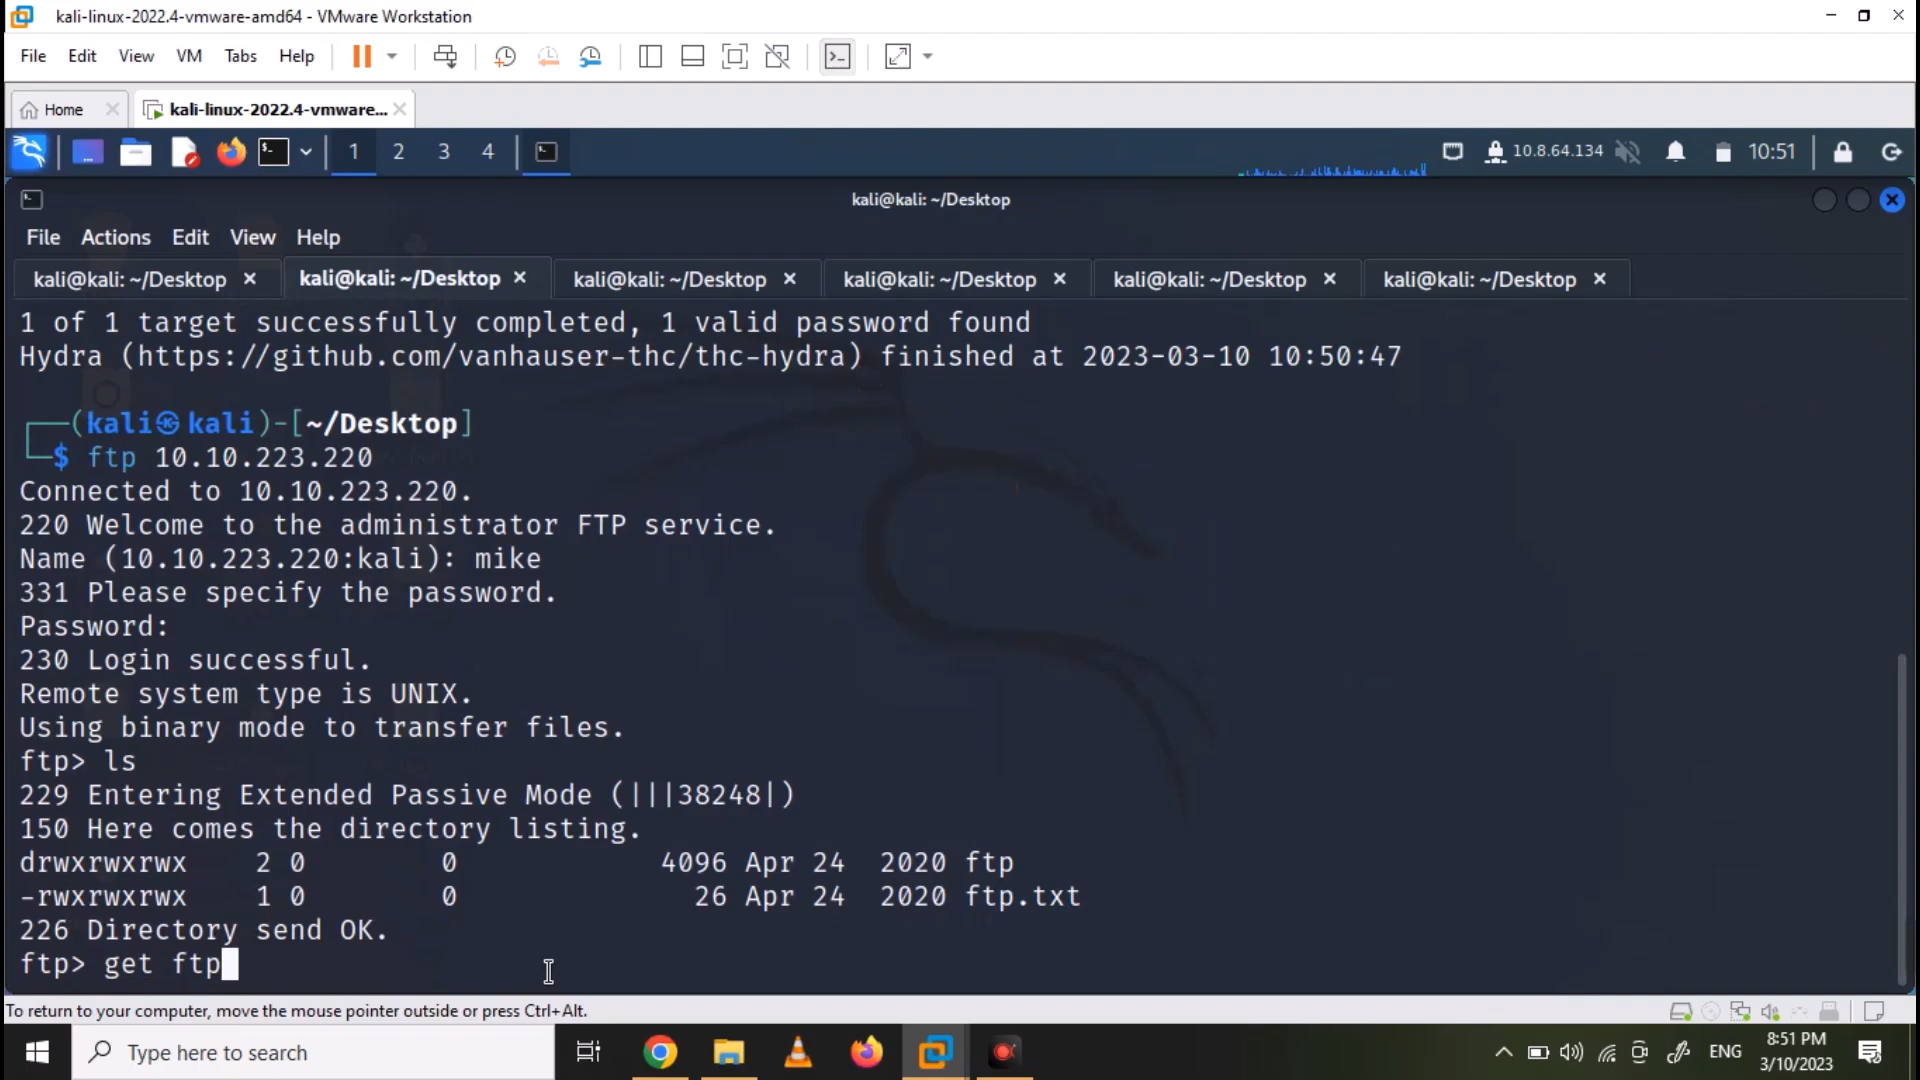 kali-linux-2022.4-vmware-amd64 - VMware Workstation
File Edit View VM Tabs Help
Home kali-linux-2022.4-vmware...
1 2 3 4 10.8.64.134 10:51
kali@kali: ~/Desktop
File Actions Edit View Help
kali@kali: ~/Desktop kali@kali: ~/Desktop kali@kali: ~/Desktop kali@kali: ~/Desktop kali@kali: ~/Desktop kali@kali: ~/Desktop
1 of 1 target successfully completed, 1 valid password found
Hydra (https://github.com/vanhauser-thc/thc-hydra) finished at 2023-03-10 10:50:47
┌──(kali㉿kali)-[~/Desktop]
└─$ ftp 10.10.223.220
Connected to 10.10.223.220.
220 Welcome to the administrator FTP service.
Name (10.10.223.220:kali): mike
331 Please specify the password.
Password:
230 Login successful.
Remote system type is UNIX.
Using binary mode to transfer files.
ftp> ls
229 Entering Extended Passive Mode (|||38248|)
150 Here comes the directory listing.
drwxrwxrwx    2 0        0            4096 Apr 24  2020 ftp
-rwxrwxrwx    1 0        0              26 Apr 24  2020 ftp.txt
226 Directory send OK.
ftp> get ftp
To return to your computer, move the mouse pointer outside or press Ctrl+Alt.
Type here to search
ENG
8:51 PM
3/10/2023